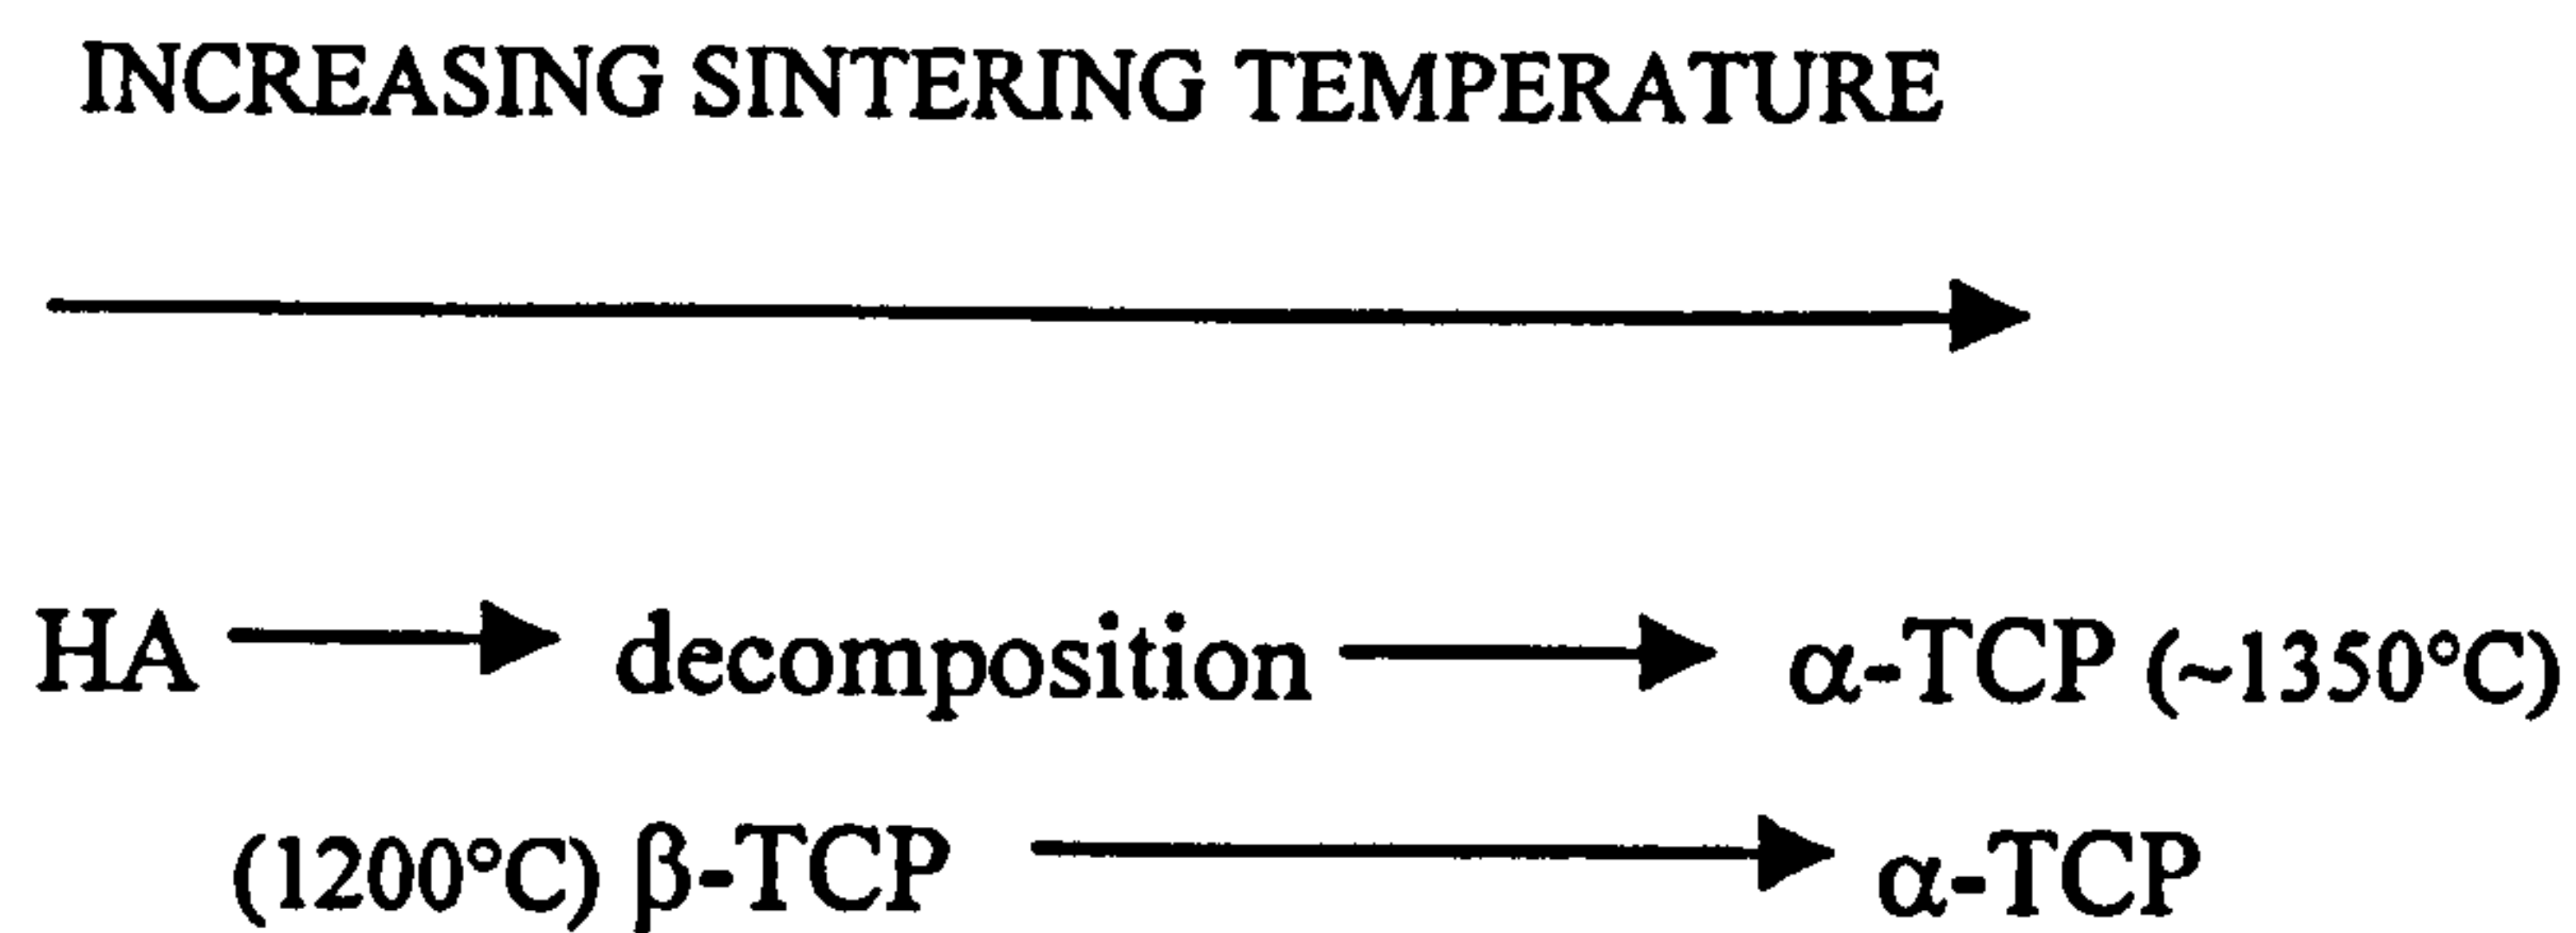 INCREASING SINTERING TEMPERATURE
HA decomposition α-TCP (~1350°C)
(1200°C) β-TCP α-TCP